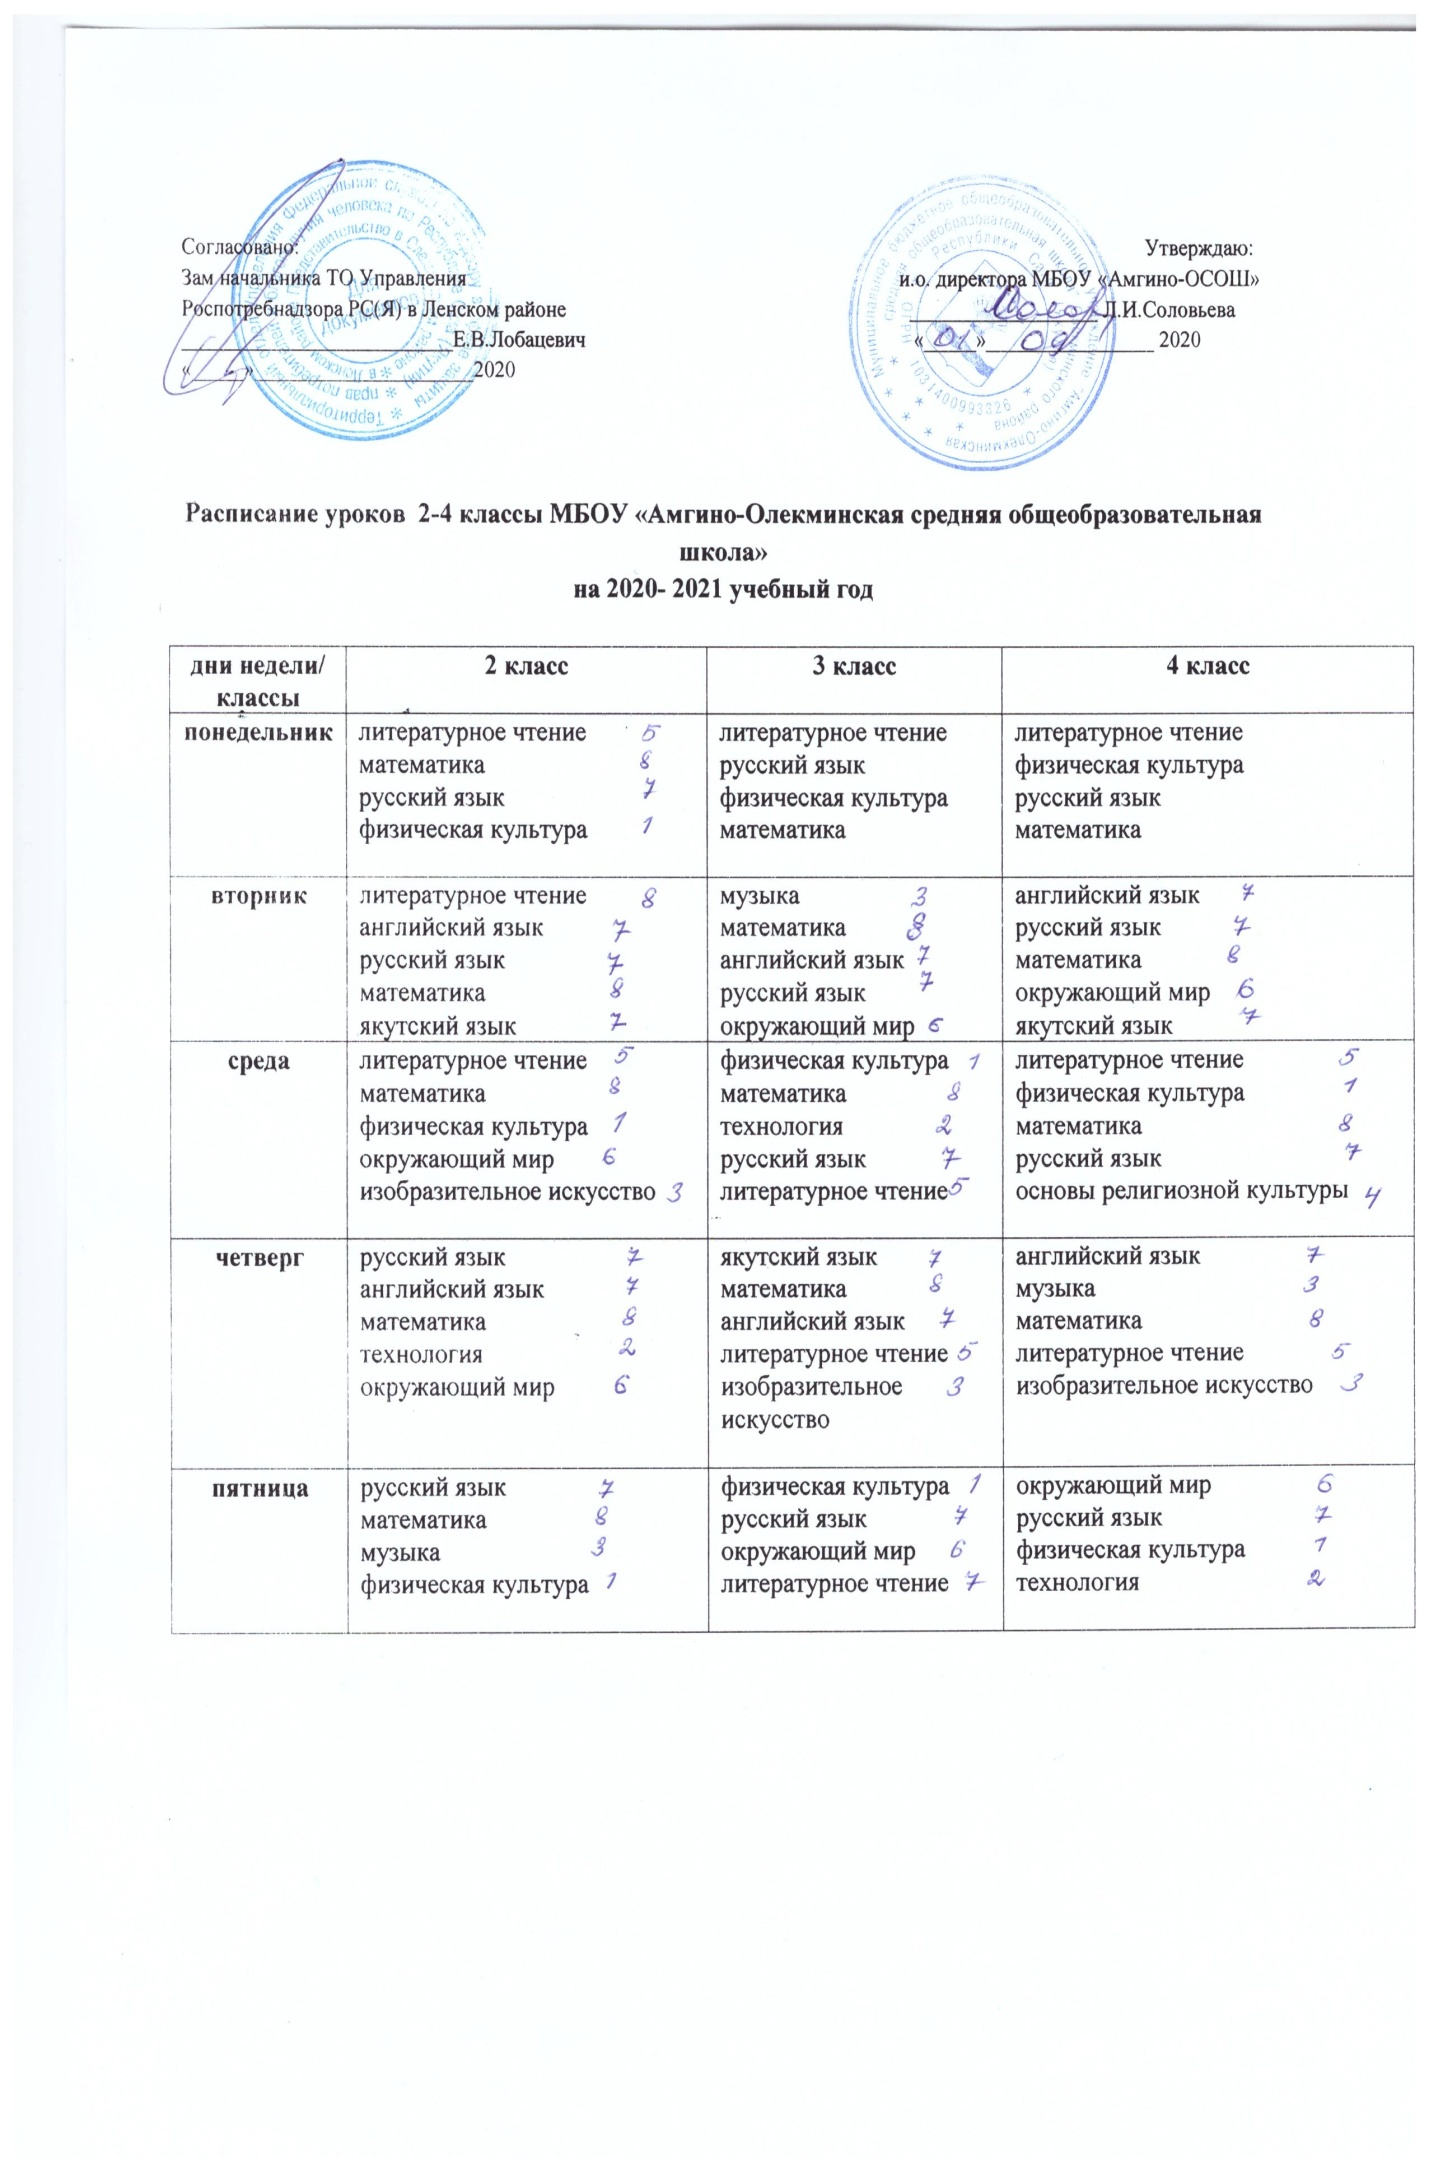 Согласовано:
Зам начальника ТО Управления
Роспотребнадзора РС(Я) в Ленском районе
Е.В.Лобацевич
«____»____________________2020
Утверждаю:
и.о. директора МБОУ «Амгино-ОСОШ»
Л.И.Соловьева
« 01 » 09 2020
1031400993326
Расписание уроков 2-4 классы МБОУ «Амгино-Олекминская средняя общеобразовательная
школа»
на 2020- 2021 учебный год
дни недели/
классы
2 класс
3 класс
4 класс
понедельник
литературное чтение 5
математика 8
русский язык 7
физическая культура 1
литературное чтение
русский язык
физическая культура
математика
литературное чтение
физическая культура
русский язык
математика
вторник
литературное чтение 8
английский язык 7
русский язык 7
математика 8
якутский язык 7
музыка 3
математика 8
английский язык 7
русский язык 7
окружающий мир 6
английский язык 7
русский язык 7
математика 8
окружающий мир 6
якутский язык 7
среда
литературное чтение 5
математика 8
физическая культура 1
окружающий мир 6
изобразительное искусство 3
физическая культура 1
математика 8
технология 2
русский язык 7
литературное чтение 5
литературное чтение 5
физическая культура 1
математика 8
русский язык 7
основы религиозной культуры 4
четверг
русский язык 7
английский язык 7
математика 8
технология 2
окружающий мир 6
якутский язык 7
математика 8
английский язык 7
литературное чтение 5
изобразительное 3
искусство
английский язык 7
музыка 3
математика 8
литературное чтение 5
изобразительное искусство 3
пятница
русский язык 7
математика 8
музыка 3
физическая культура 1
физическая культура 1
русский язык 7
окружающий мир 6
литературное чтение 7
окружающий мир 6
русский язык 7
физическая культура 1
технология 2